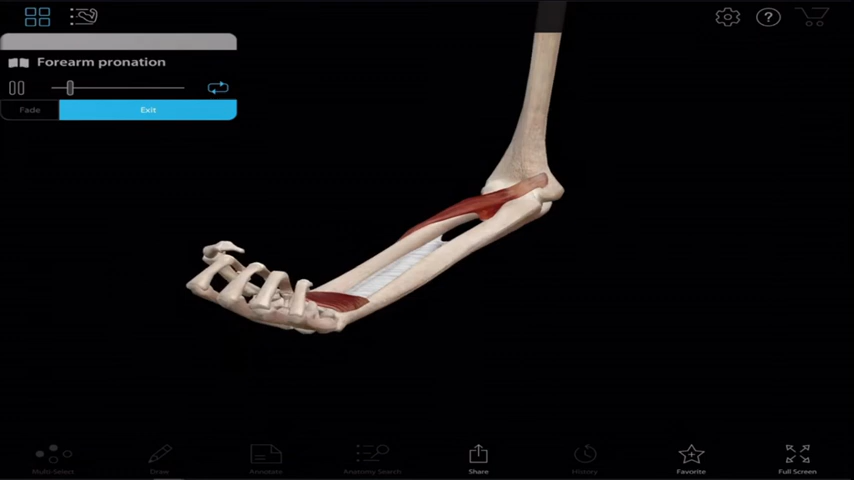 Forearm pronation
Fade
Exit
Multi Select
Draw
Annotate
Anatomy Search
Share
History
Favorite
Full Screen